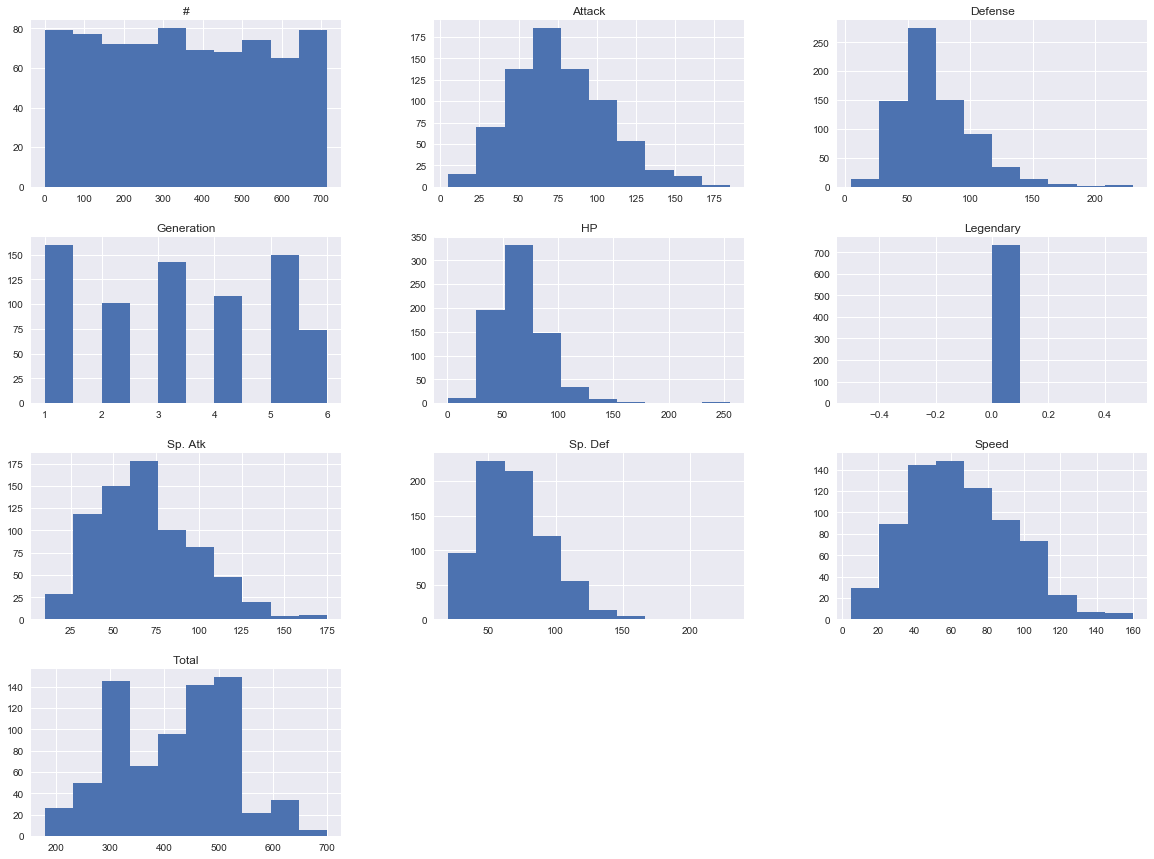 # Attack Defense
80 60 40 20 0
0 100 200 300 400 500 600 700
175 150 125 100 75 50 25 0
0 25 50 75 100 125 150 175
250 200 150 100 50 0
0 50 100 150 200
Generation HP Legendary
150 125 100 75 50 25 0
1 2 3 4 5 6
350 300 250 200 150 100 50 0
0 50 100 150 200 250
700 600 500 400 300 200 100 0
−0.4 −0.2 0.0 0.2 0.4
Sp. Atk Sp. Def Speed
175 150 125 100 75 50 25 0
25 50 75 100 125 150 175
200 150 100 50 0
50 100 150 200
140 120 100 80 60 40 20 0
0 20 40 60 80 100 120 140 160
Total
140 120 100 80 60 40 20 0
200 300 400 500 600 700